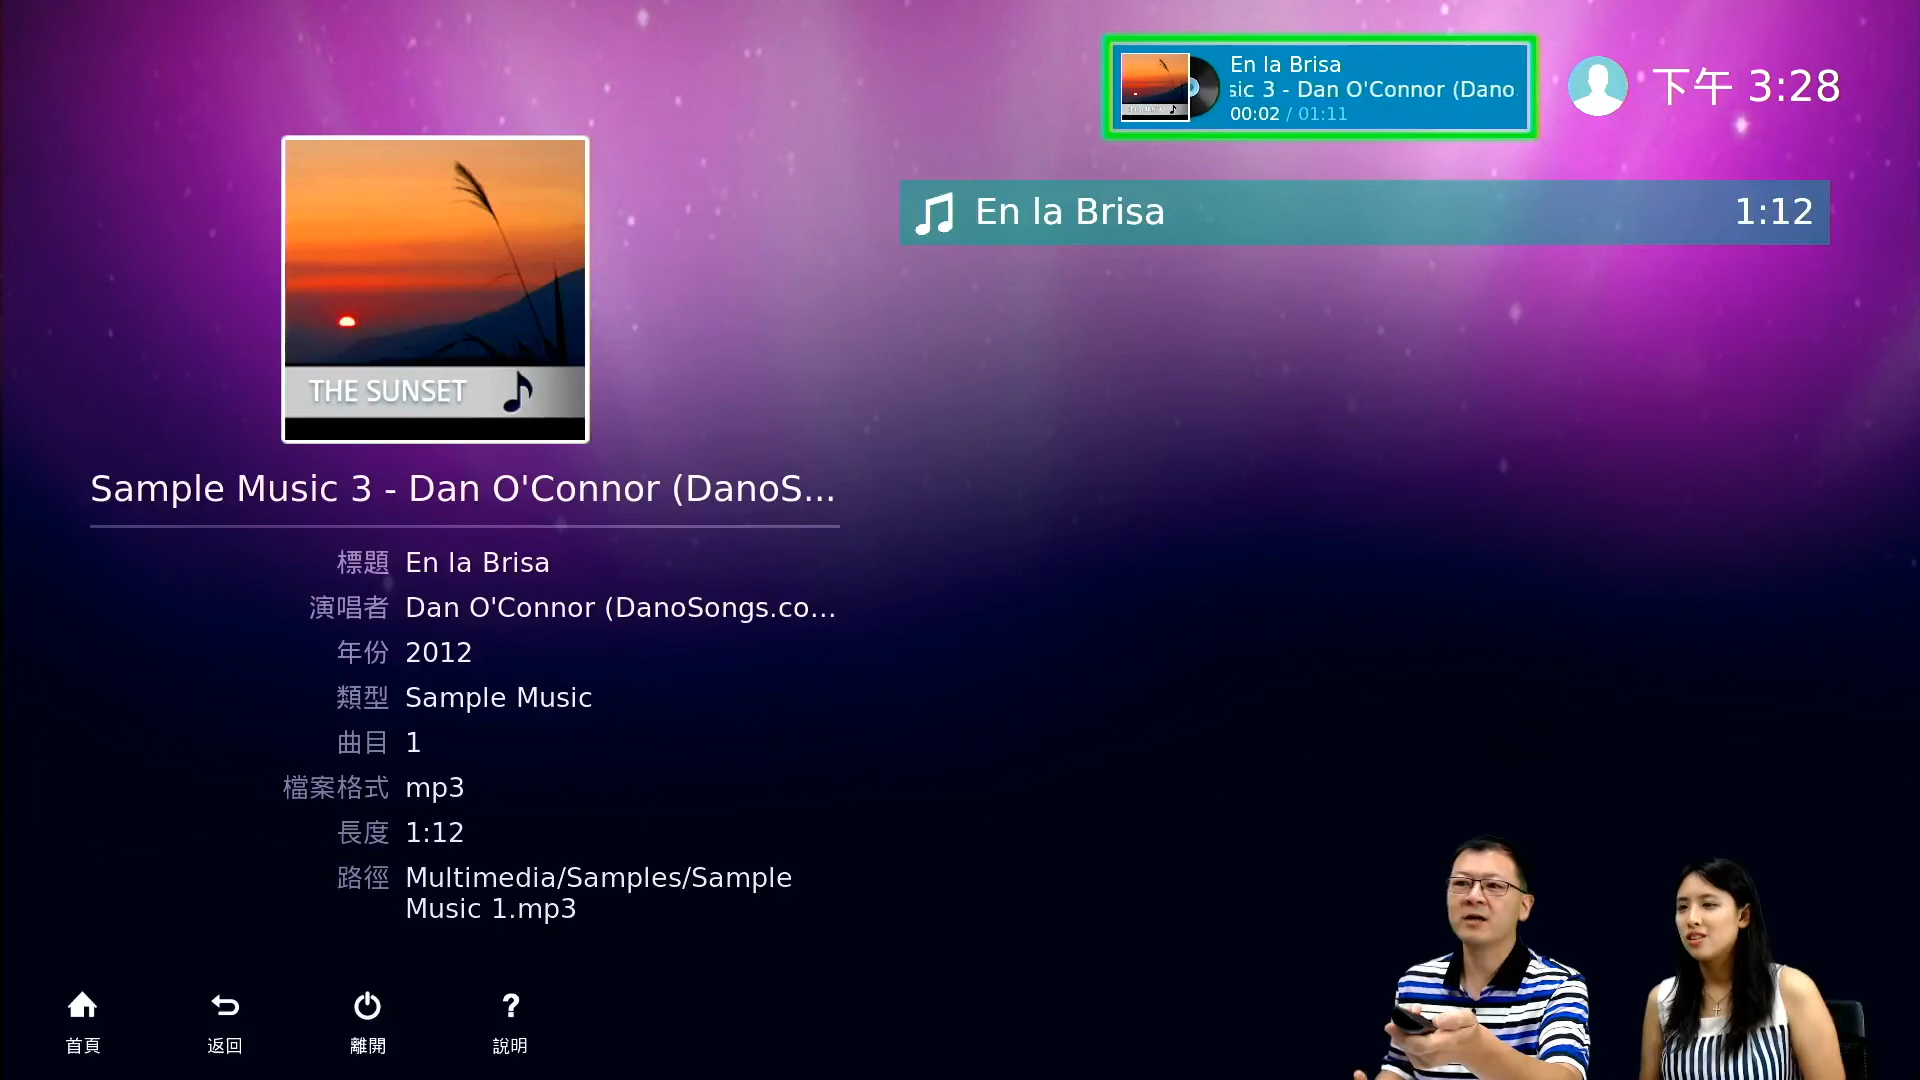 En la Brisa
sic 3 - Dan O'Connor (Dano
00:02 / 01:11
下午 3:28
En la Brisa 1:12
THE SUNSET
Sample Music 3 - Dan O'Connor (DanoS...
標題 En la Brisa
演唱者 Dan O'Connor (DanoSongs.co...
年份 2012
類型 Sample Music
曲目 1
檔案格式 mp3
長度 1:12
路徑 Multimedia/Samples/Sample
Music 1.mp3
首頁 返回 離開 說明